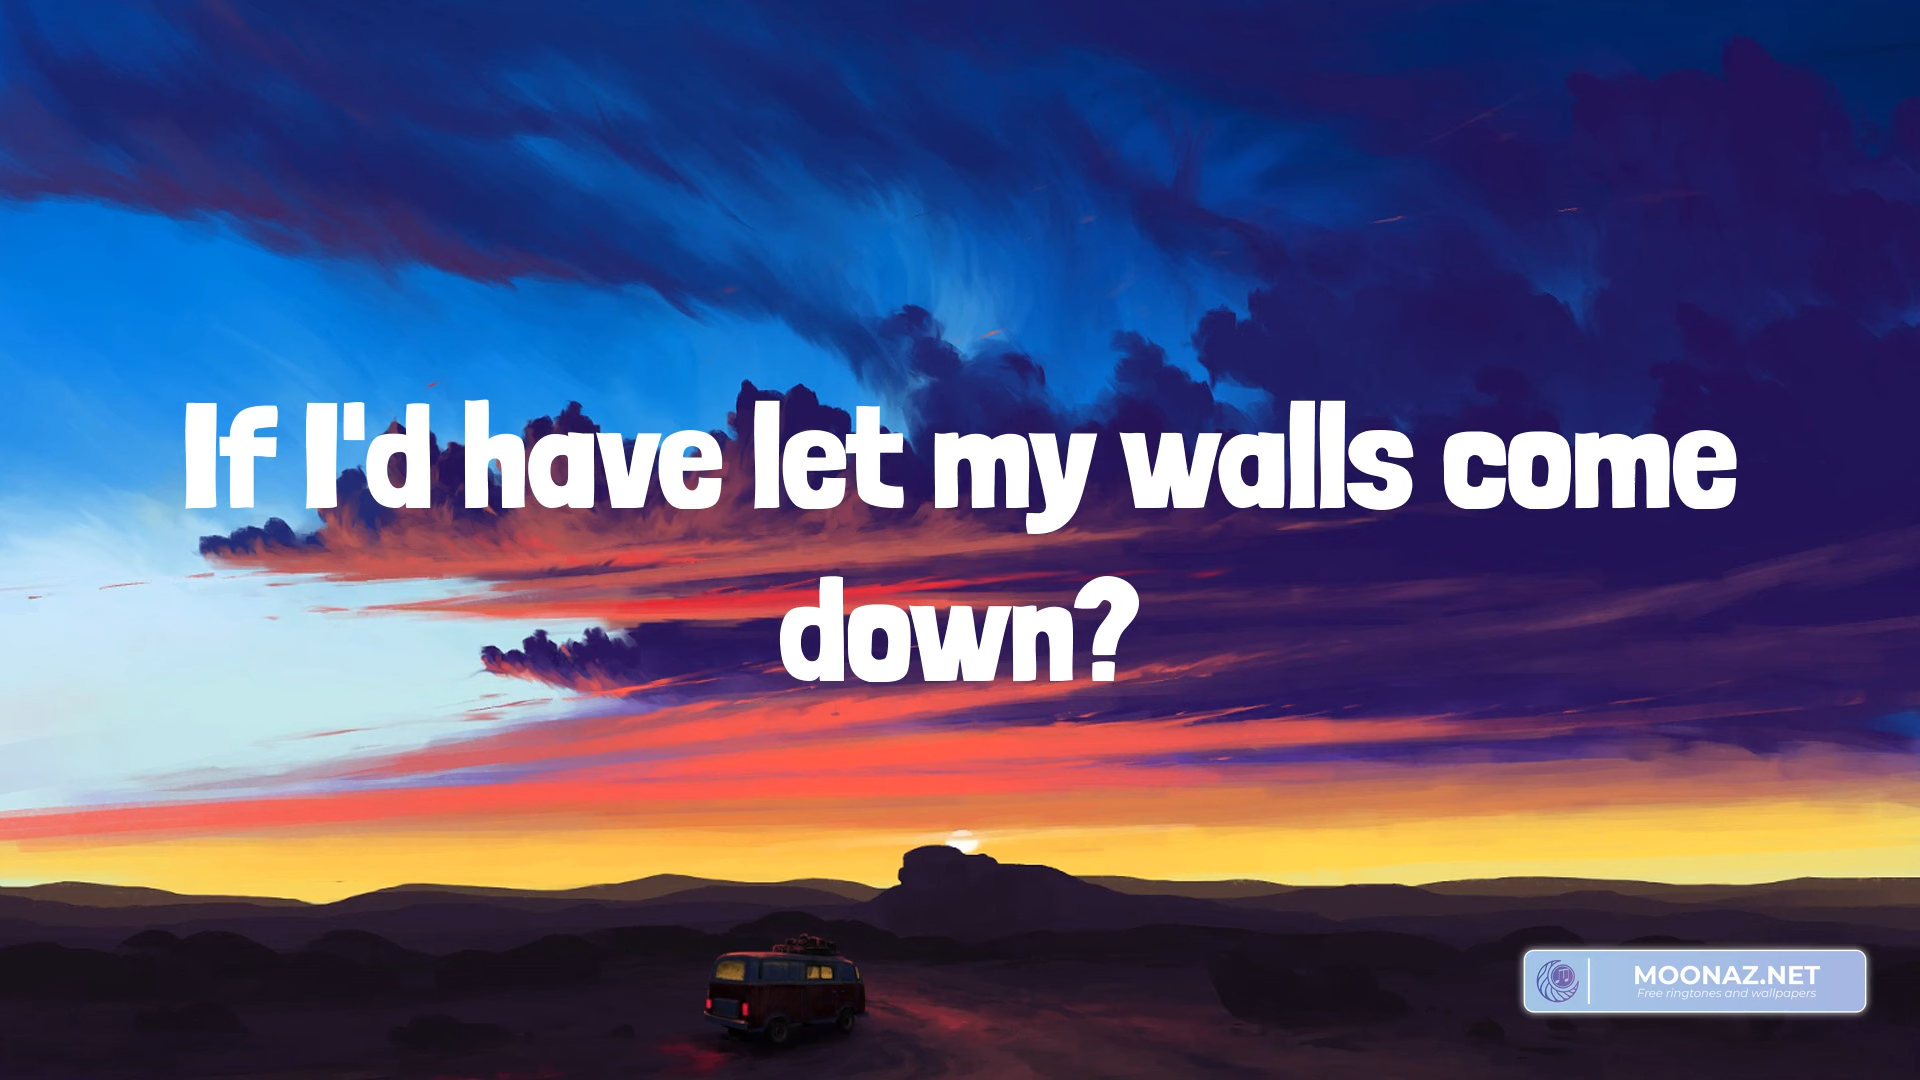 If I'd have let my walls come
down?
MOONAZ.NET
Free ringtones and wallpapers